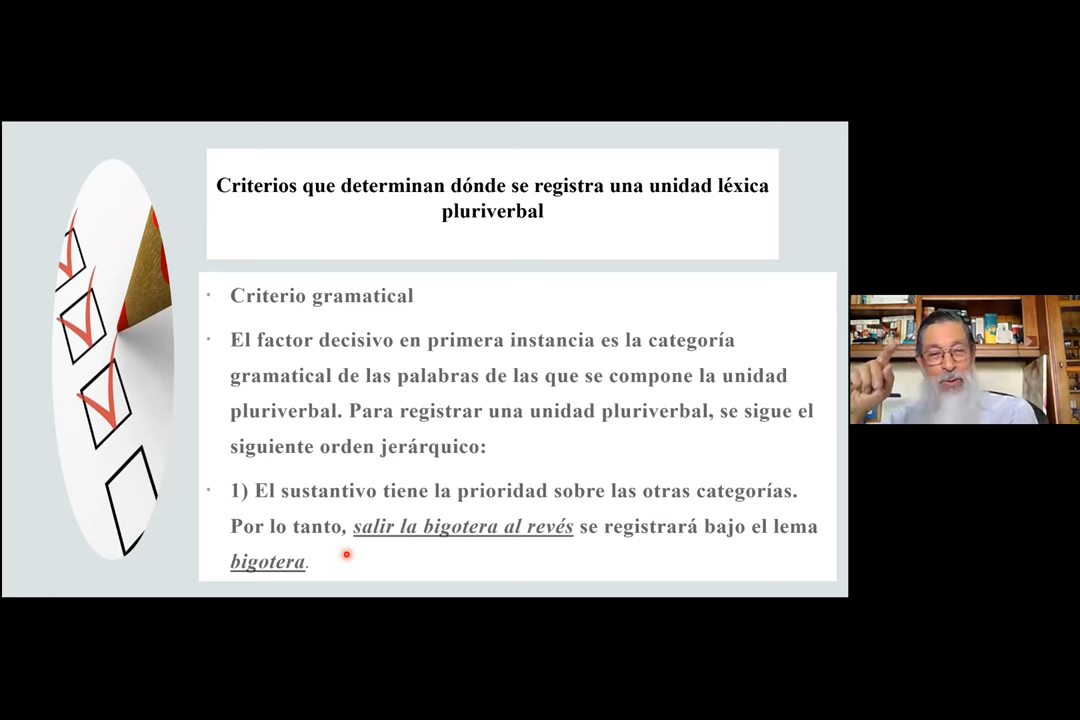 Criterios que determinan dónde se registra una unidad léxica
pluriverbal
· Criterio gramatical
· El factor decisivo en primera instancia es la categoría
gramatical de las palabras de las que se compone la unidad
pluriverbal. Para registrar una unidad pluriverbal, se sigue el
siguiente orden jerárquico:
· 1) El sustantivo tiene la prioridad sobre las otras categorías.
Por lo tanto, salir la bigotera al revés se registrará bajo el lema
bigotera.